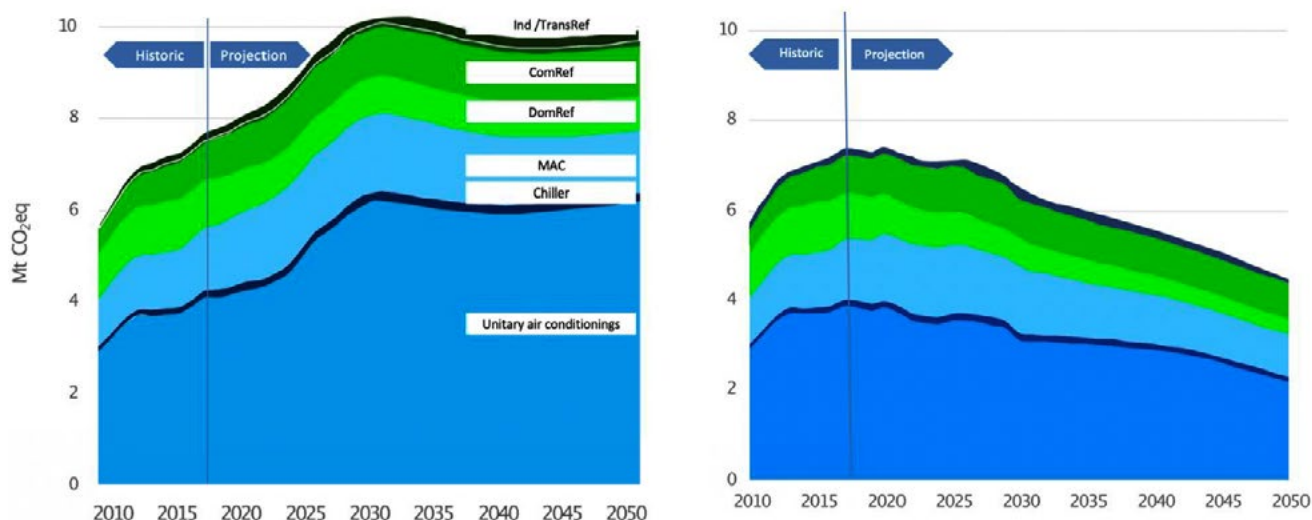 Mt CO₂eq
10
8
6
4
2
0
Historic
Projection
Ind /TransRef
ComRef
DomRef
MAC
Chiller
Unitary air conditionings
2010 2015 2020 2025 2030 2035 2040 2045 2050
10
8
6
4
2
0
Historic
Projection
2010 2015 2020 2025 2030 2035 2040 2045 2050